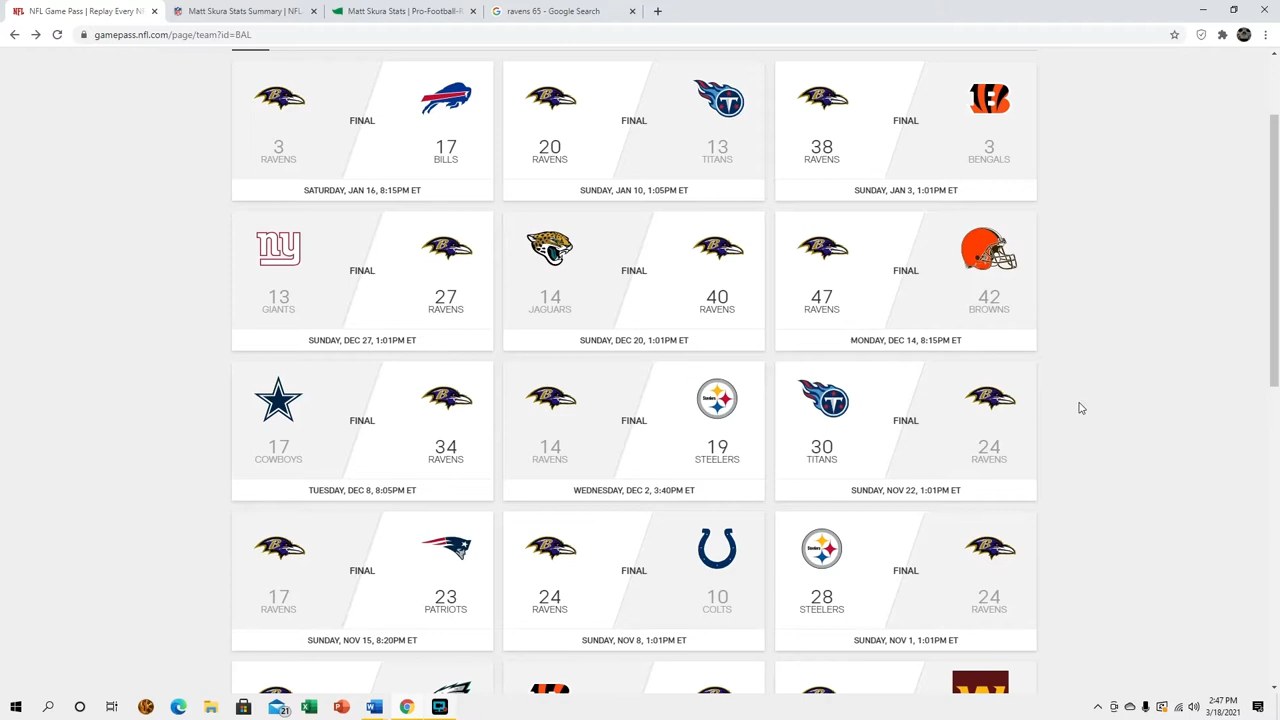 NFL Game Pass | Replay Every NF
Matt Skura Stats Summary | NFL.
Matt Skura Stats | Pro-Football-R
ravens 65 - Google Search
gamepass.nfl.com/page/team?id=BAL
FINAL FINAL FINAL
3 17 20 13 38 3
RAVENS BILLS RAVENS TITANS RAVENS BENGALS
SATURDAY, JAN 16, 8:15PM ET SUNDAY, JAN 10, 1:05PM ET SUNDAY, JAN 3, 1:01PM ET
ny
FINAL FINAL FINAL
13 27 14 40 47 42
GIANTS RAVENS JAGUARS RAVENS RAVENS BROWNS
SUNDAY, DEC 27, 1:01PM ET SUNDAY, DEC 20, 1:01PM ET MONDAY, DEC 14, 8:15PM ET
Steelers
FINAL FINAL FINAL
17 34 14 19 30 24
COWBOYS RAVENS RAVENS STEELERS TITANS RAVENS
TUESDAY, DEC 8, 8:05PM ET WEDNESDAY, DEC 2, 3:40PM ET SUNDAY, NOV 22, 1:01PM ET
Steelers
FINAL FINAL FINAL
17 23 24 10 28 24
RAVENS PATRIOTS RAVENS COLTS STEELERS RAVENS
SUNDAY, NOV 15, 8:20PM ET SUNDAY, NOV 8, 1:01PM ET SUNDAY, NOV 1, 1:01PM ET
21
2:47 PM
3/18/2021